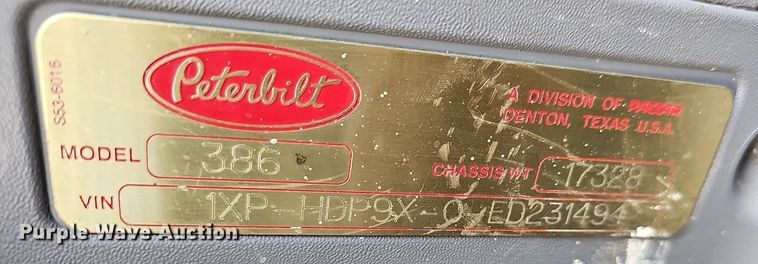 S53-6016
Peterbilt
A DIVISION OF PACCAR
DENTON, TEXAS U.S.A.
MODEL 386
CHASSIS WT 17328
VIN 1XP-HDP9X-0-ED231494
Purple Wave Auction